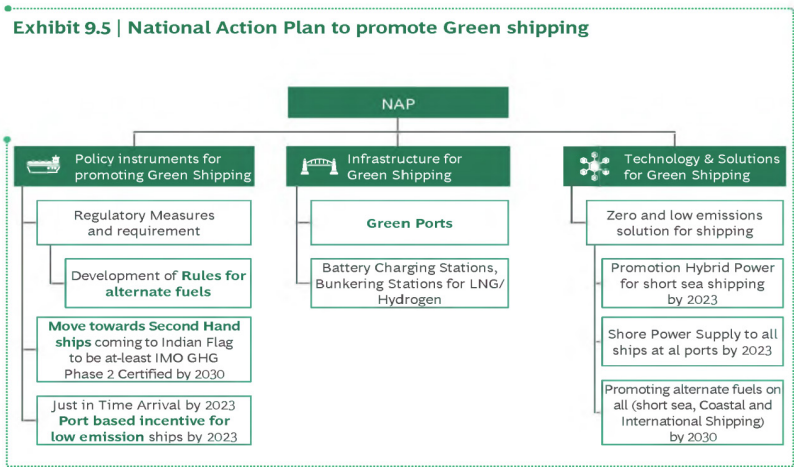 Exhibit 9.5 | National Action Plan to promote Green shipping
NAP
Policy instruments for
promoting Green Shipping
Regulatory Measures
and requirement
Development of Rules for
alternate fuels
Move towards Second Hand
ships coming to Indian Flag
to be at-least IMO GHG
Phase 2 Certified by 2030
Just in Time Arrival by 2023
Port based incentive for
low emission ships by 2023
Infrastructure for
Green Shipping
Green Ports
Battery Charging Stations,
Bunkering Stations for LNG/
Hydrogen
Technology & Solutions
for Green Shipping
Zero and low emissions
solution for shipping
Promotion Hybrid Power
for short sea shipping
by 2023
Shore Power Supply to all
ships at al ports by 2023
Promoting alternate fuels on
all (short sea, Coastal and
International Shipping)
by 2030